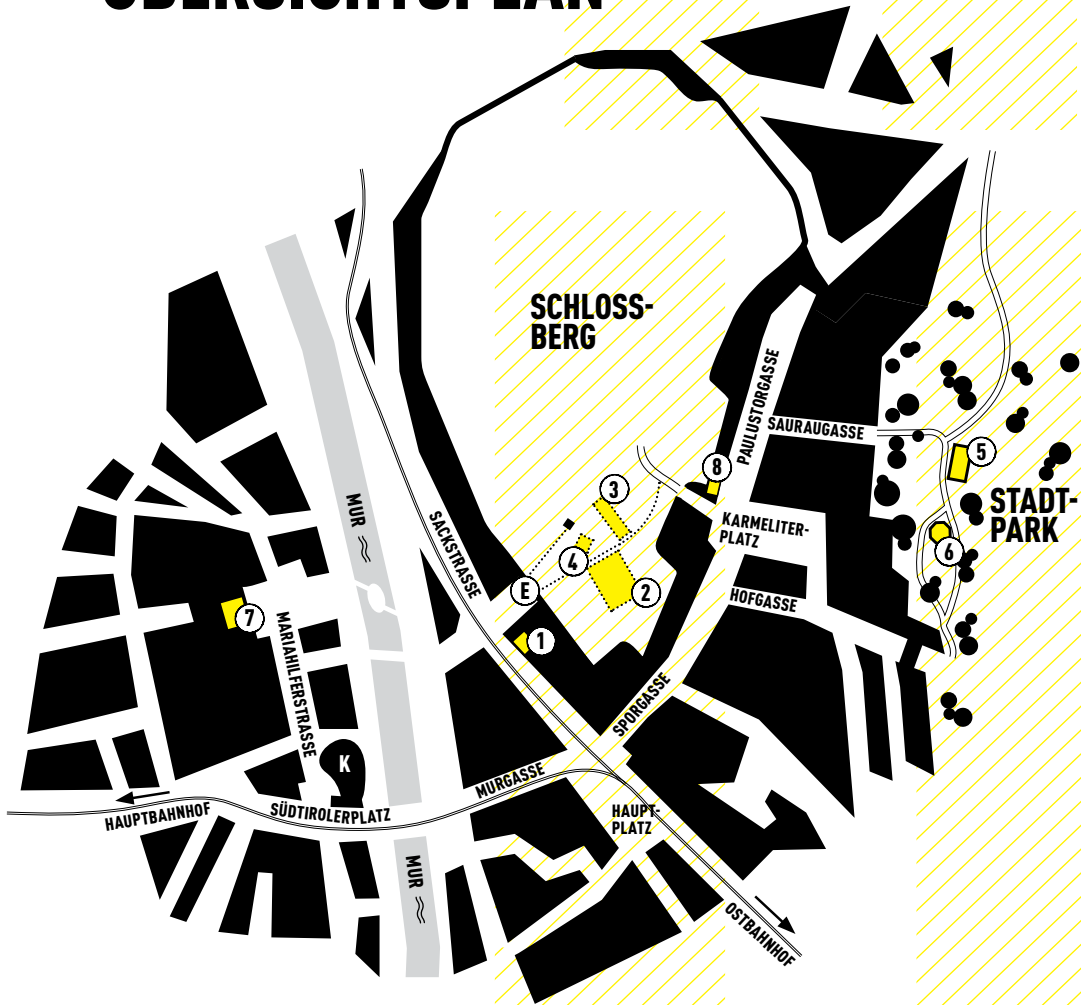 ÜBERSICHTSPLAN
SCHLOSS-
BERG
PAULUSTORGASSE
SAURAUGASSE
8
5
3
STADT-
PARK
MUR
SACKSTRASSE
KARMELITER-
PLATZ
6
4
E
2
HOFGASSE
7
MARIAHILFERSTRASSE
1
SPORGASSE
K
MURGASSE
HAUPTBAHNHOF
SÜDTIROLERPLATZ
HAUPT-
PLATZ
MUR
OSTBAHNHOF